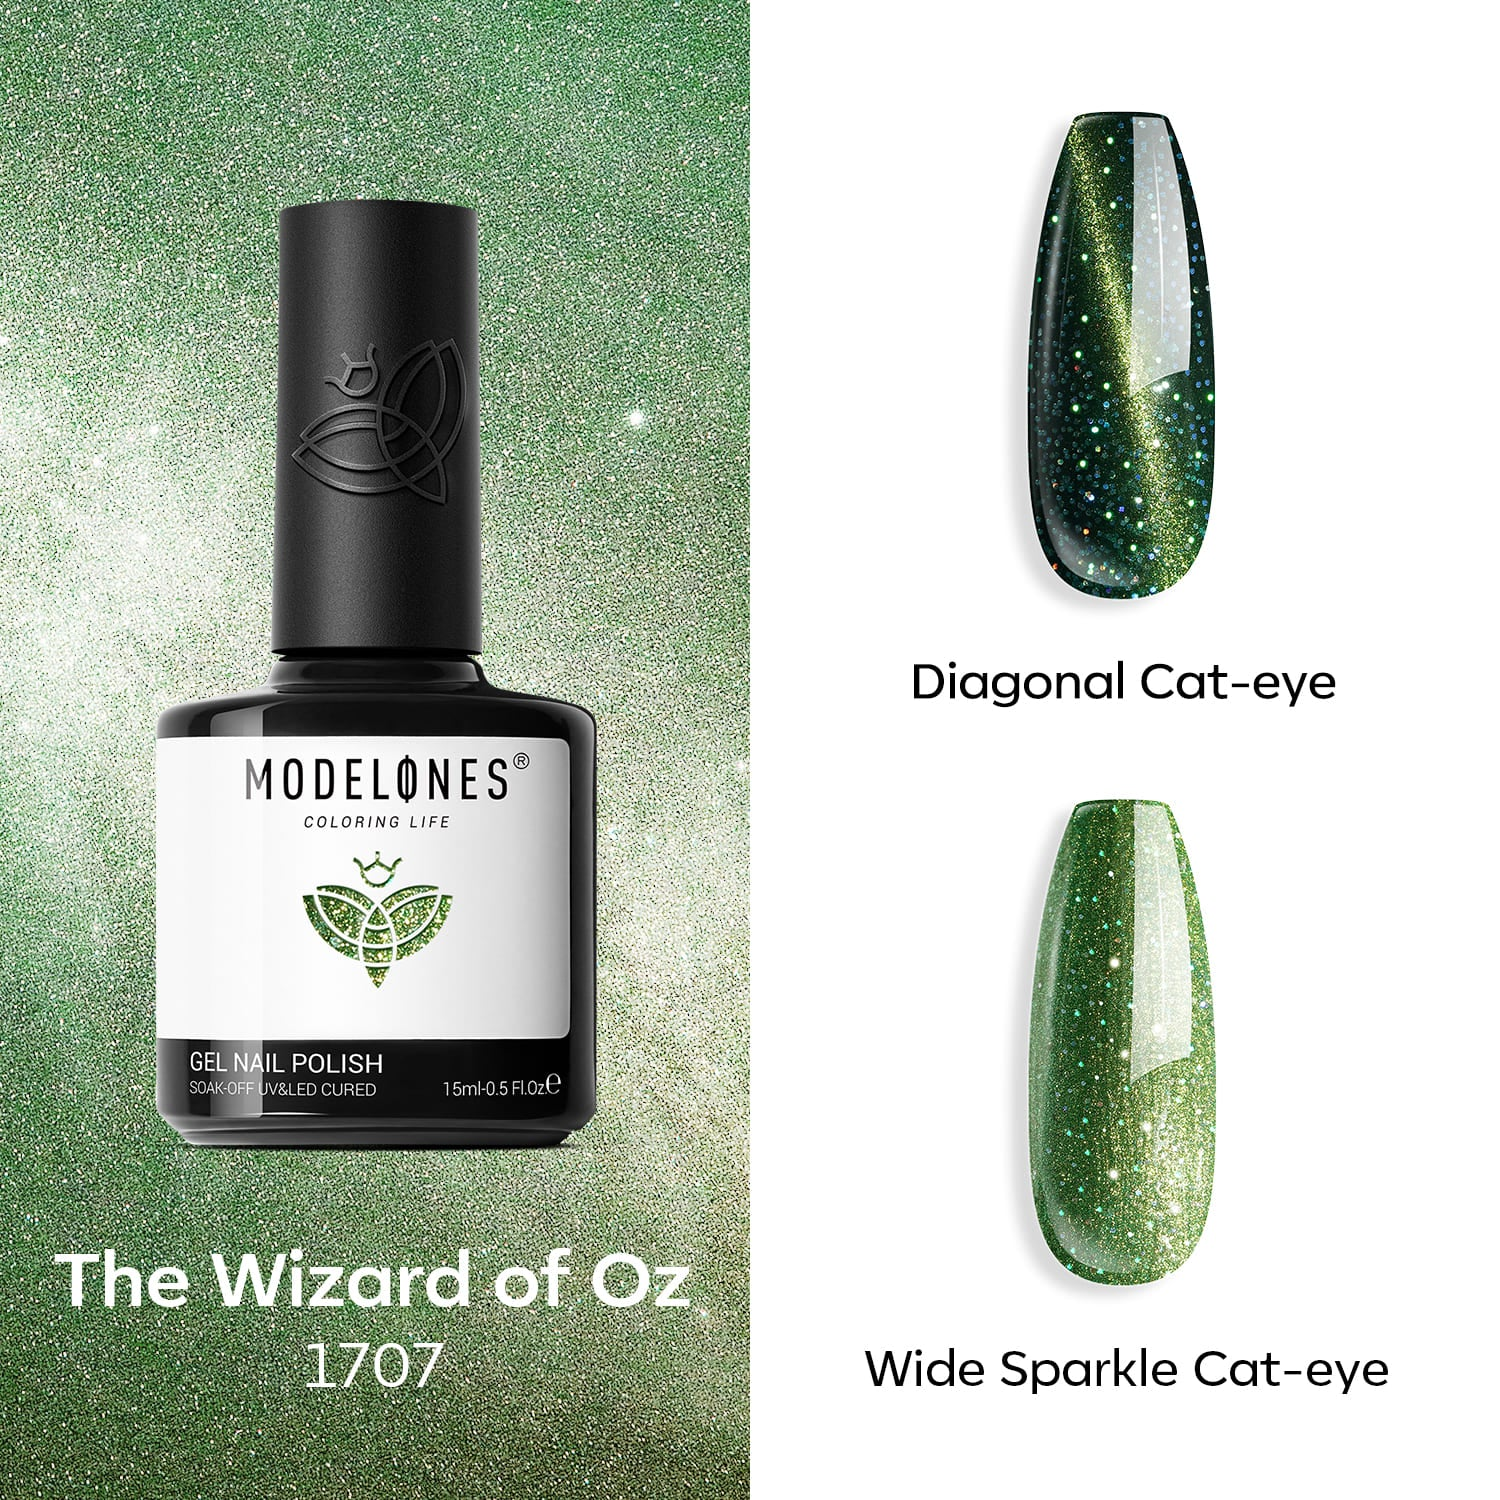 MODELONES®
COLORING LIFE
GEL NAIL POLISH
SOAK-OFF UV&LED CURED
15ml-0.5 Fl.Oz.e
The Wizard of Oz
1707
Diagonal Cat-eye
Wide Sparkle Cat-eye